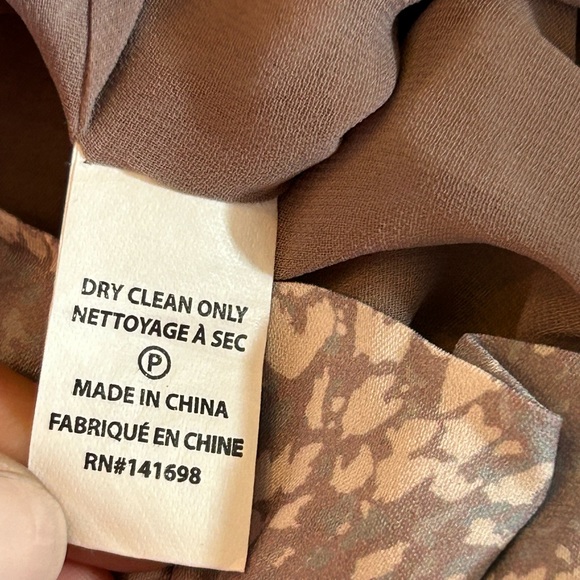 DRY CLEAN ONLY
NETTOYAGE À SEC
P
MADE IN CHINA
FABRIQUÉ EN CHINE
RN#141698